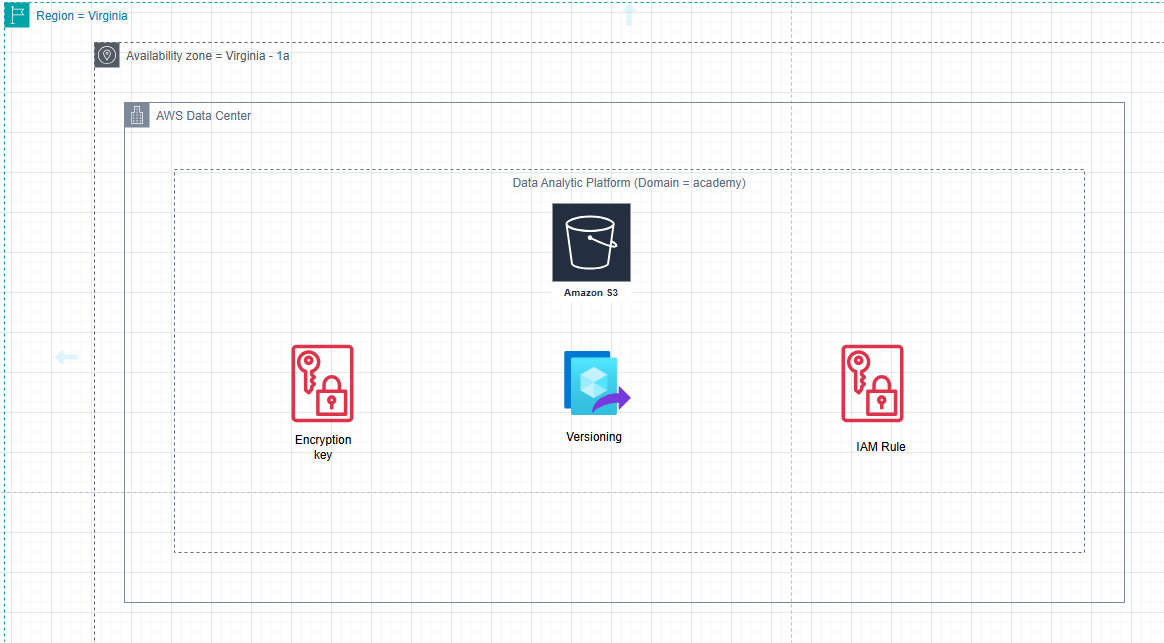 Region = Virginia
Availability zone = Virginia - 1a
AWS Data Center
Data Analytic Platform (Domain = academy)
Amazon S3
Encryption
key
Versioning
IAM Rule